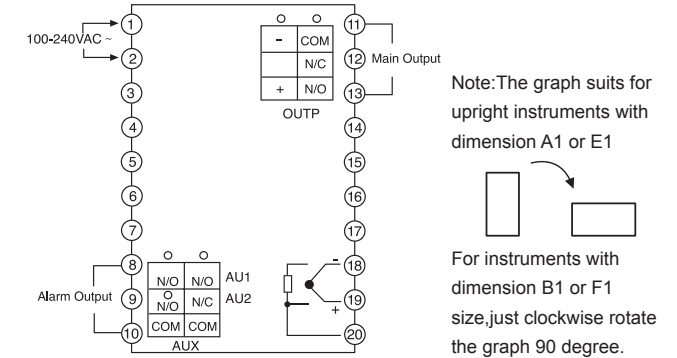 100-240VAC ~
1
2
3
4
5
6
7
8
9
10
11
12
13
14
15
16
17
18
19
20
- COM
N/C
+ N/O
OUTP
Main Output
Alarm Output
N/O N/O AU1
N/O N/C AU2
COM COM
AUX
-
+
Note:The graph suits for
upright instruments with
dimension A1 or E1
For instruments with
dimension B1 or F1
size,just clockwise rotate
the graph 90 degree.